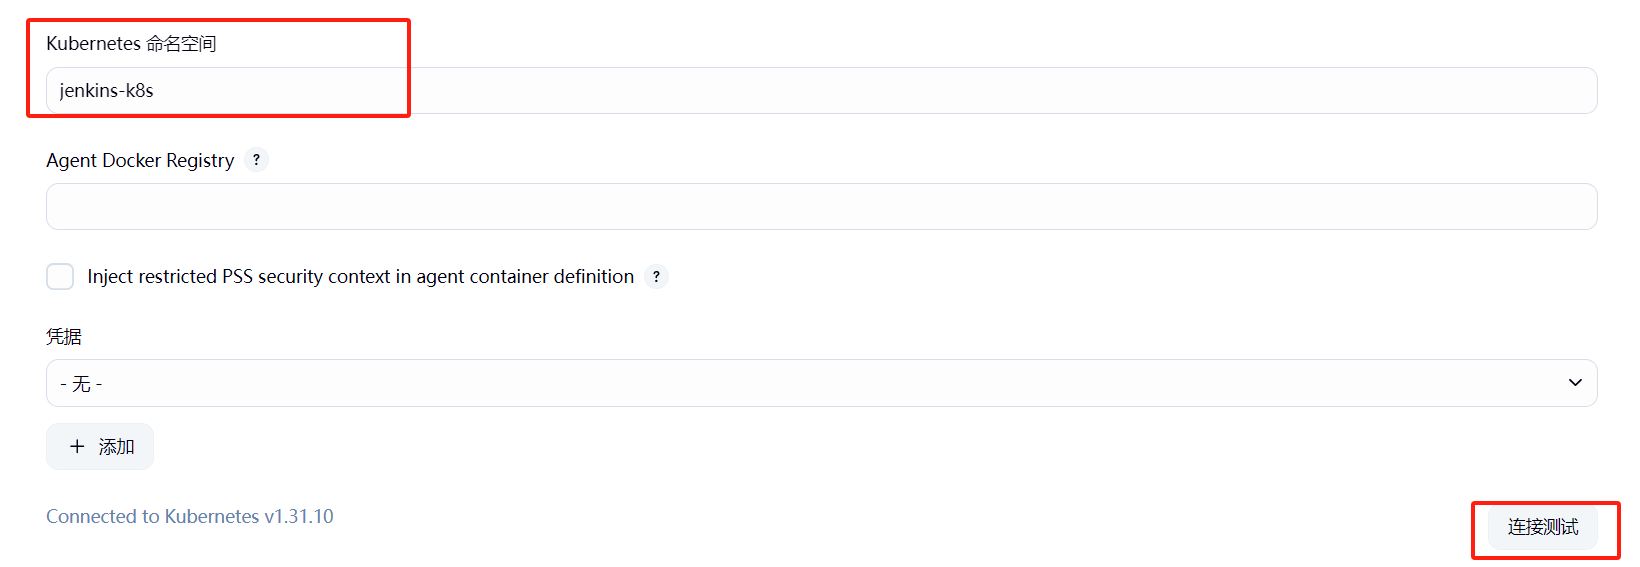 Kubernetes 命名空间
jenkins-k8s
Agent Docker Registry ?
Inject restricted PSS security context in agent container definition ?
凭据
- 无 -
+ 添加
Connected to Kubernetes v1.31.10
连接测试